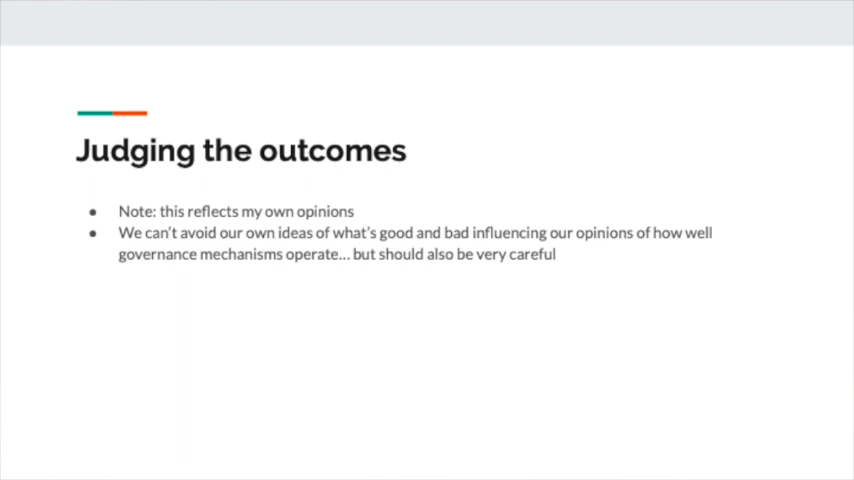 Judging the outcomes
● Note: this reflects my own opinions
● We can't avoid our own ideas of what's good and bad influencing our opinions of how well
governance mechanisms operate... but should also be very careful